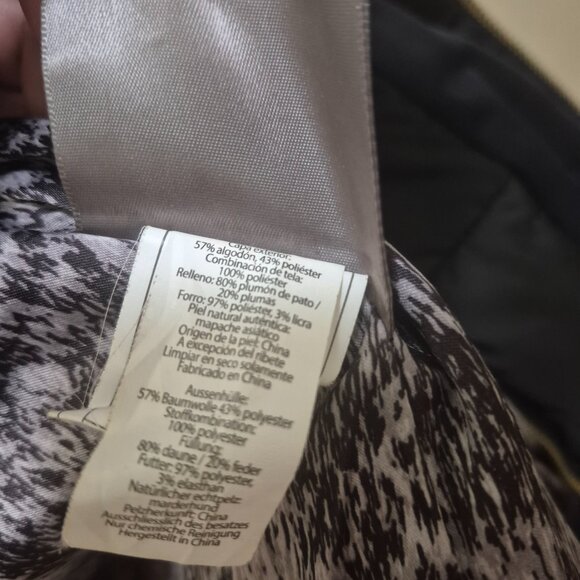 Capa exterior:
57% algodón, 43% poliéster
Combinación de tela:
100% poliéster
Relleno: 80% plumón de pato /
20% plumas
Forro: 97% poliéster, 3% licra
Piel natural auténtica:
mapache asiático
Origen de la piel: China
A excepción del ribete
Limpiar en seco solamente
Fabricado en China
Aussenhülle:
57% Baumwolle 43% polyester
Stoffkombination:
100% polyester
Füllung:
80% daune / 20% feder
Futter: 97% polyester,
3% elasthan
Natürlicher echtpelz:
marderhund
Pelzherkunft: China
Ausschliesslich des besatzes
Nur chemische Reinigung
Hergestellt in China